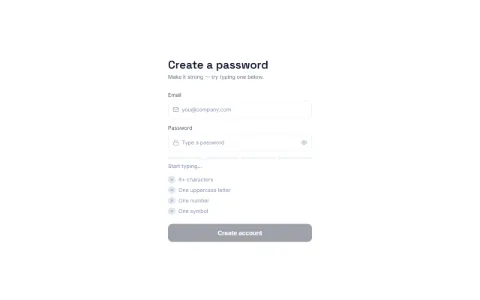 Create a password
Make it strong — try typing one below.
Email
you@company.com
Password
Type a password
Start typing...
8+ characters
One uppercase letter
One number
One symbol
Create account